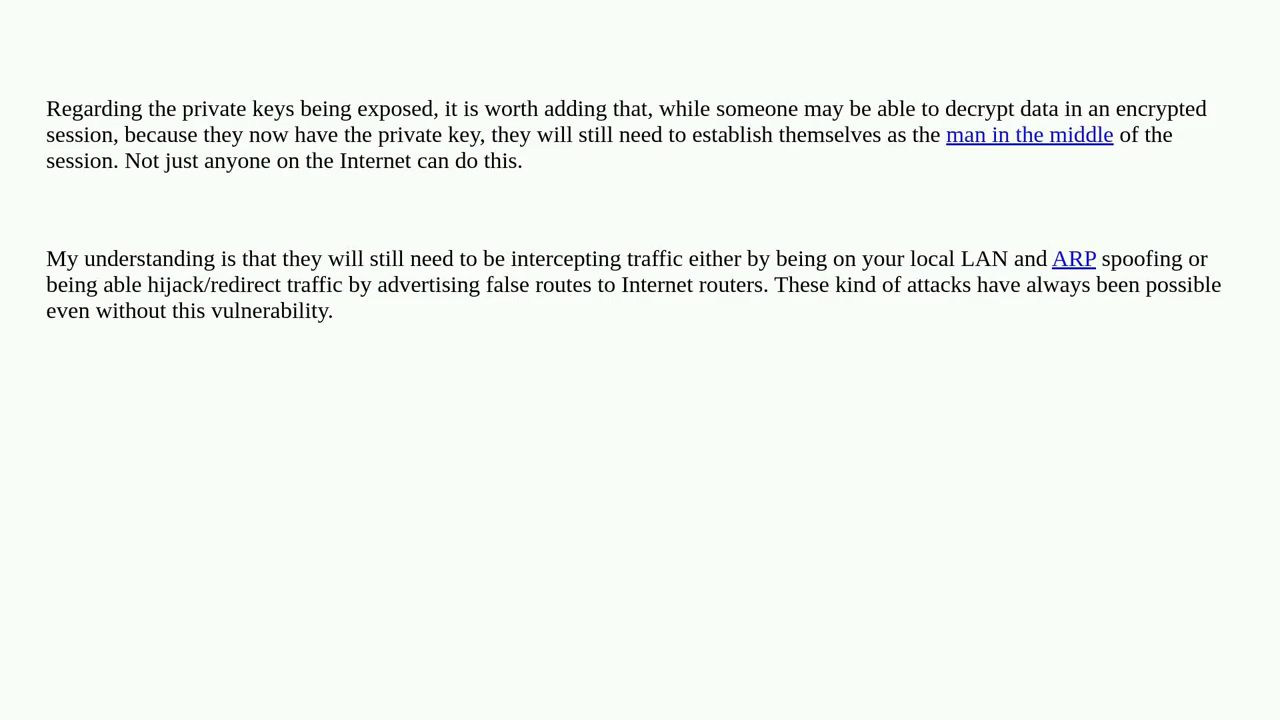 Regarding the private keys being exposed, it is worth adding that, while someone may be able to decrypt data in an encrypted
session, because they now have the private key, they will still need to establish themselves as the man in the middle of the
session. Not just anyone on the Internet can do this.
My understanding is that they will still need to be intercepting traffic either by being on your local LAN and ARP spoofing or
being able hijack/redirect traffic by advertising false routes to Internet routers. These kind of attacks have always been possible
even without this vulnerability.